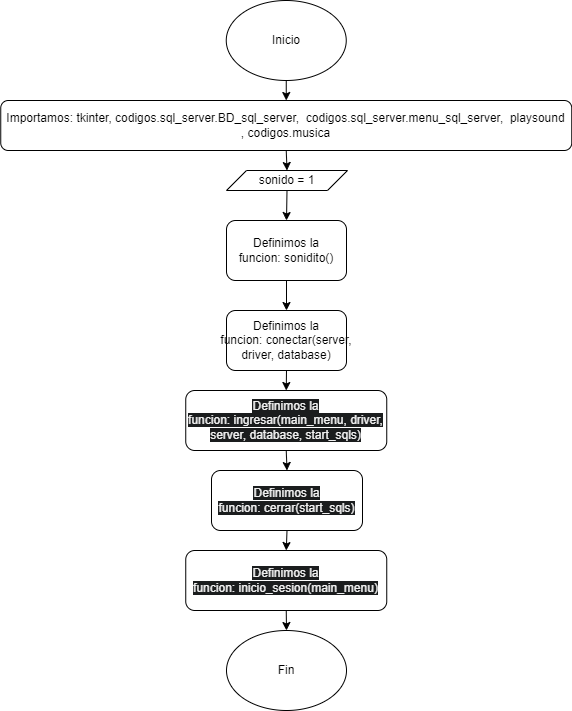 Inicio
Importamos: tkinter, codigos.sql_server.BD_sql_server, codigos.sql_server.menu_sql_server, playsound
, codigos.musica
sonido = 1
Definimos la
funcion: sonidito()
Definimos la
funcion: conectar(server,
driver, database)
Definimos la
funcion: ingresar(main_menu, driver,
server, database, start_sqls)
Definimos la
funcion: cerrar(start_sqls)
Definimos la
funcion: inicio_sesion(main_menu)
Fin